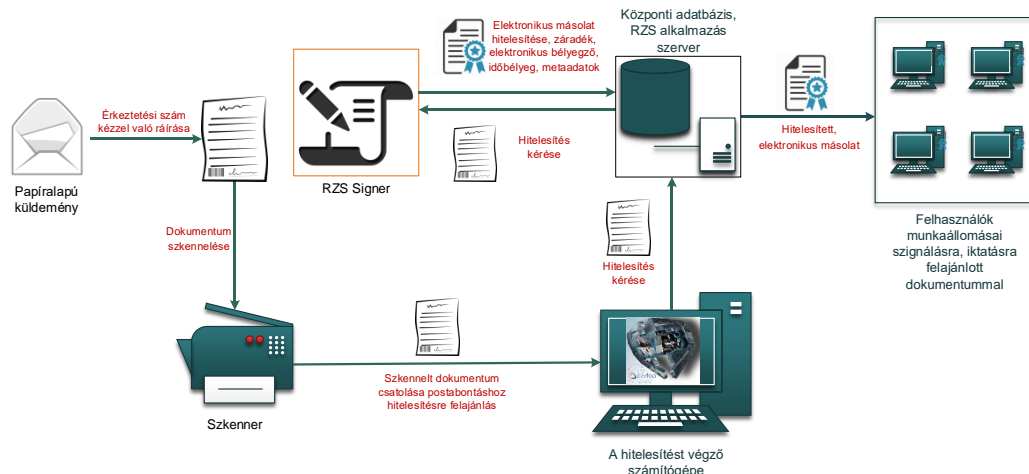 Elektronikus másolat
hitelesítése, záradék,
elektronikus bélyegző,
időbélyeg, metaadatok
Központi adatbázis,
RZS alkalmazás
szerver
Érkeztetési szám
kézzel való ráírása
Papíralapú
küldemény
RZS Signer
Hitelesítés
kérése
Hitelesített,
elektronikus másolat
Felhasználók
munkaállomásai
szignálásra, iktatásra
felajánlott
dokumentummal
Dokumentum
szkennelése
Hitelesítés
kérése
Szkenner
Szkennelt dokumentum
csatolása postabontáshoz
hitelesítésre felajánlás
A hitelesítést végző
számítógépe